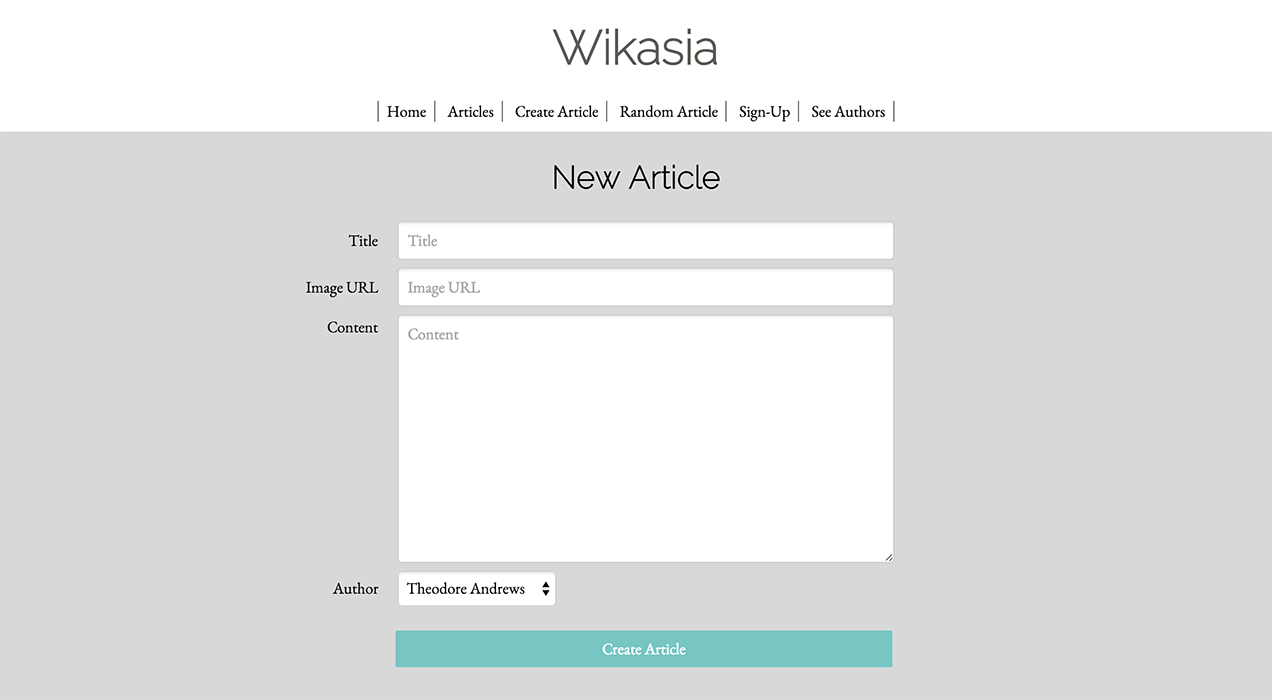 Wikasia
Home Articles Create Article Random Article Sign-Up See Authors
New Article
Title Title
Image URL Image URL
Content Content
Author Theodore Andrews
Create Article